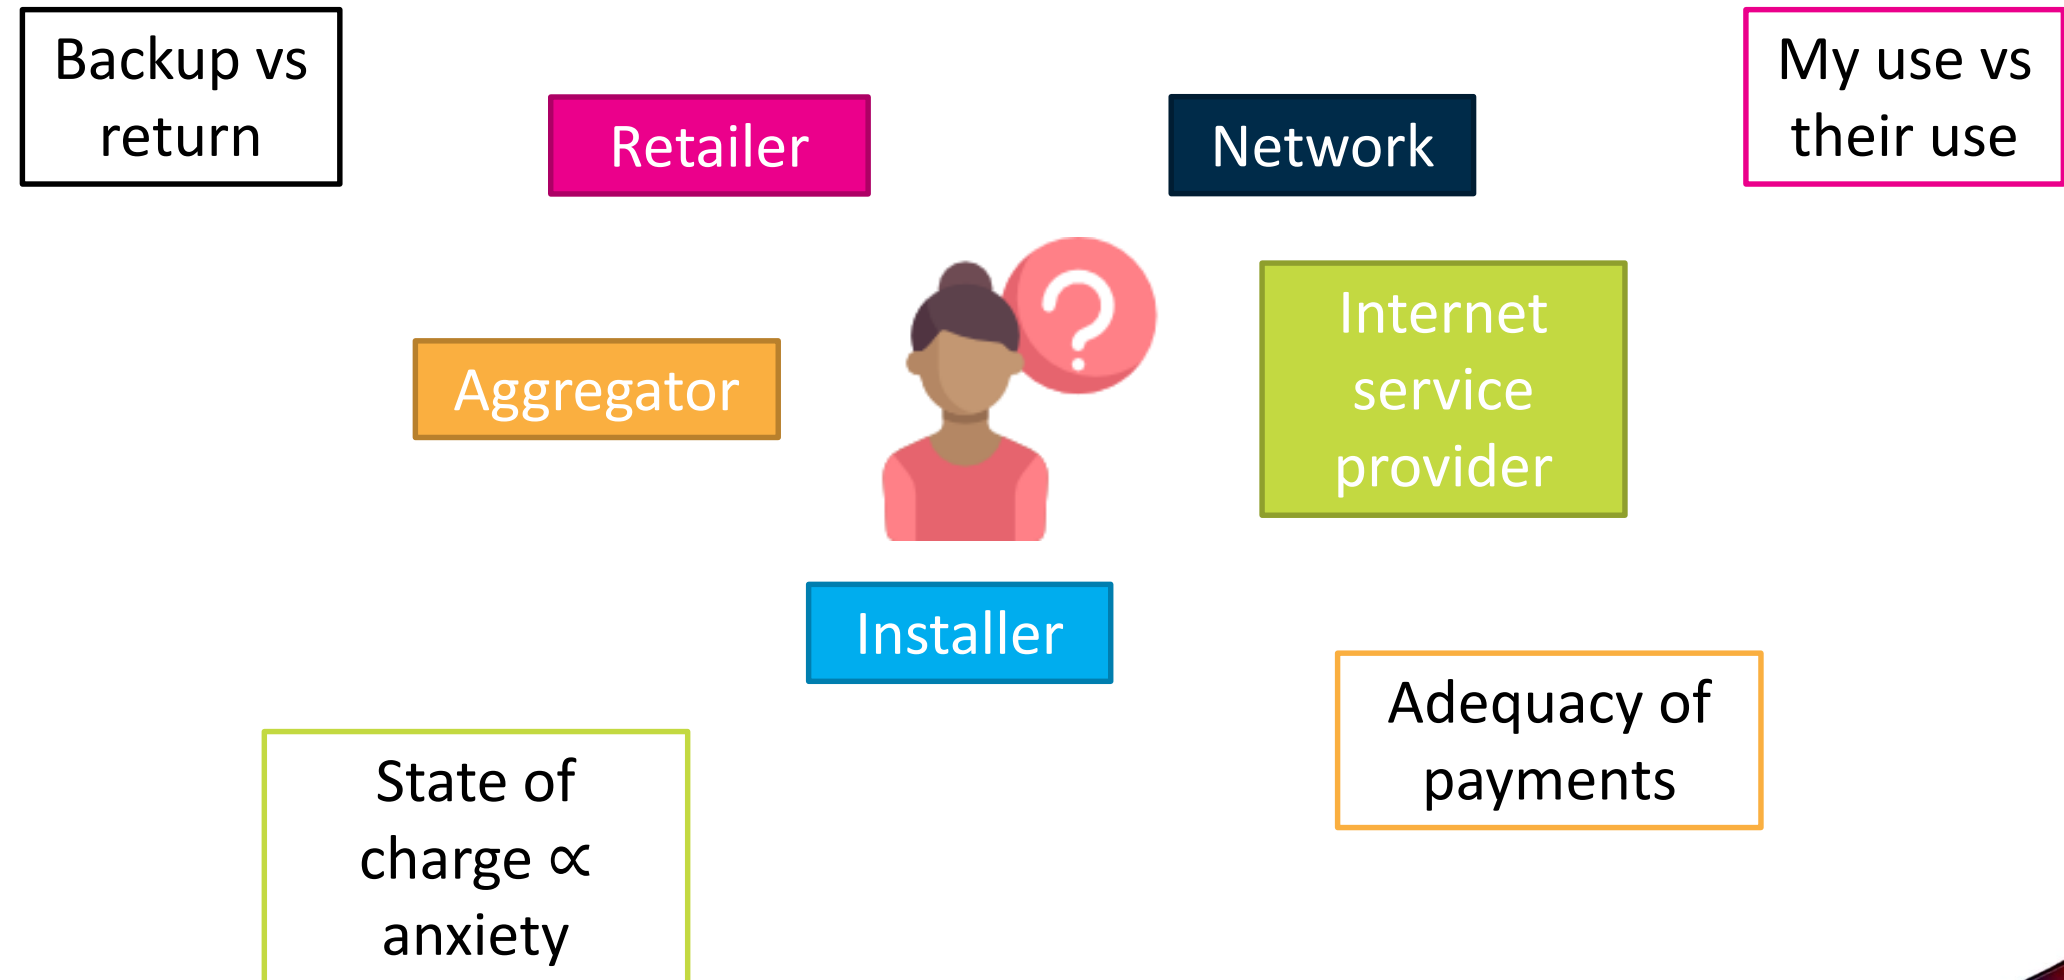 Backup vs
return
Retailer
Network
My use vs
their use
Aggregator
?
Internet
service
provider
Installer
Adequacy of
payments
State of
charge ∝
anxiety